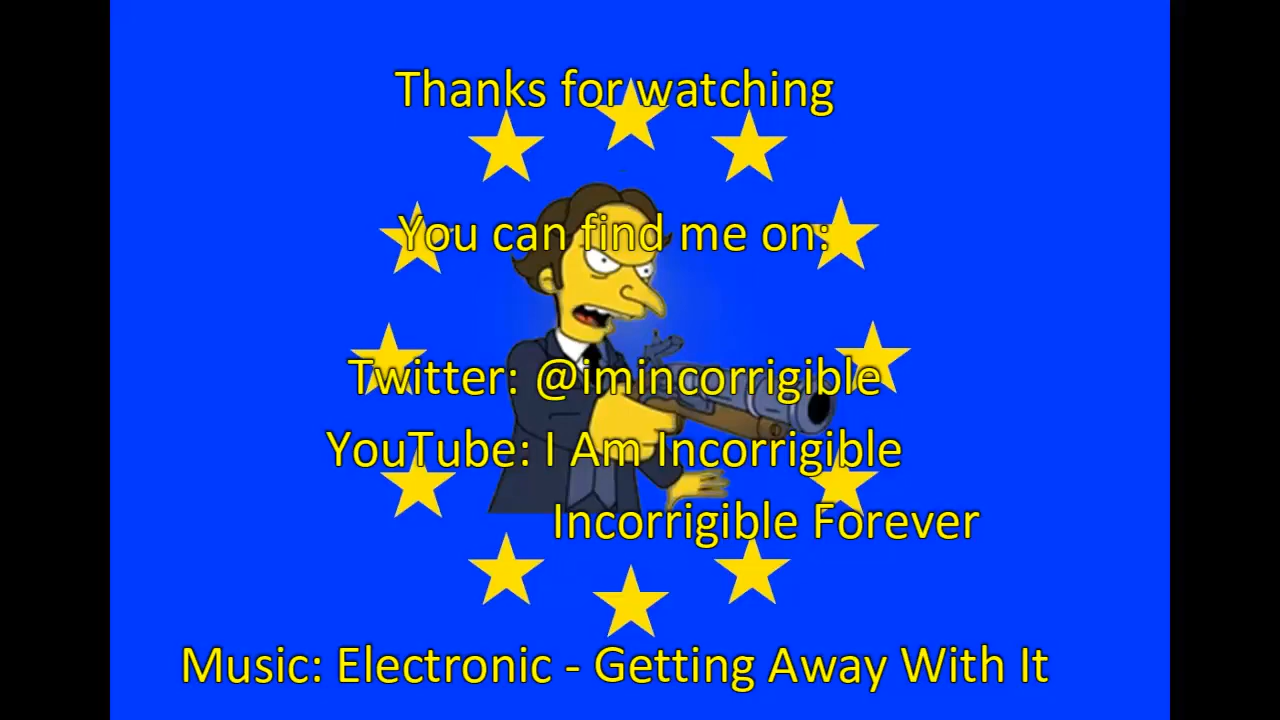 Thanks for watching
You can find me on:
Twitter: @imincorrigible
YouTube: I Am Incorrigible
Incorrigible Forever
Music: Electronic - Getting Away With It